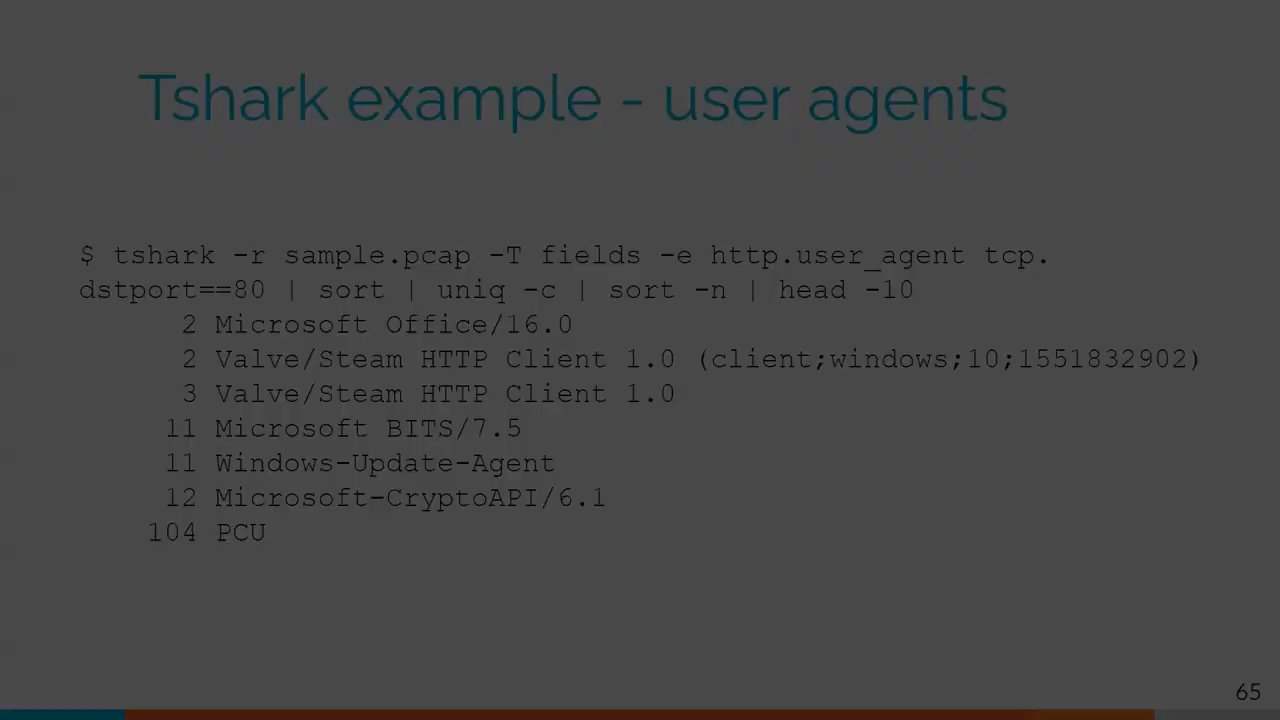 Tshark example - user agents
$ tshark -r sample.pcap -T fields -e http.user_agent tcp.
dstport==80 | sort | uniq -c | sort -n | head -10
2 Microsoft Office/16.0
2 Valve/Steam HTTP Client 1.0 (client;windows;10;1551832902)
3 Valve/Steam HTTP Client 1.0
11 Microsoft BITS/7.5
11 Windows-Update-Agent
12 Microsoft-CryptoAPI/6.1
104 PCU
65